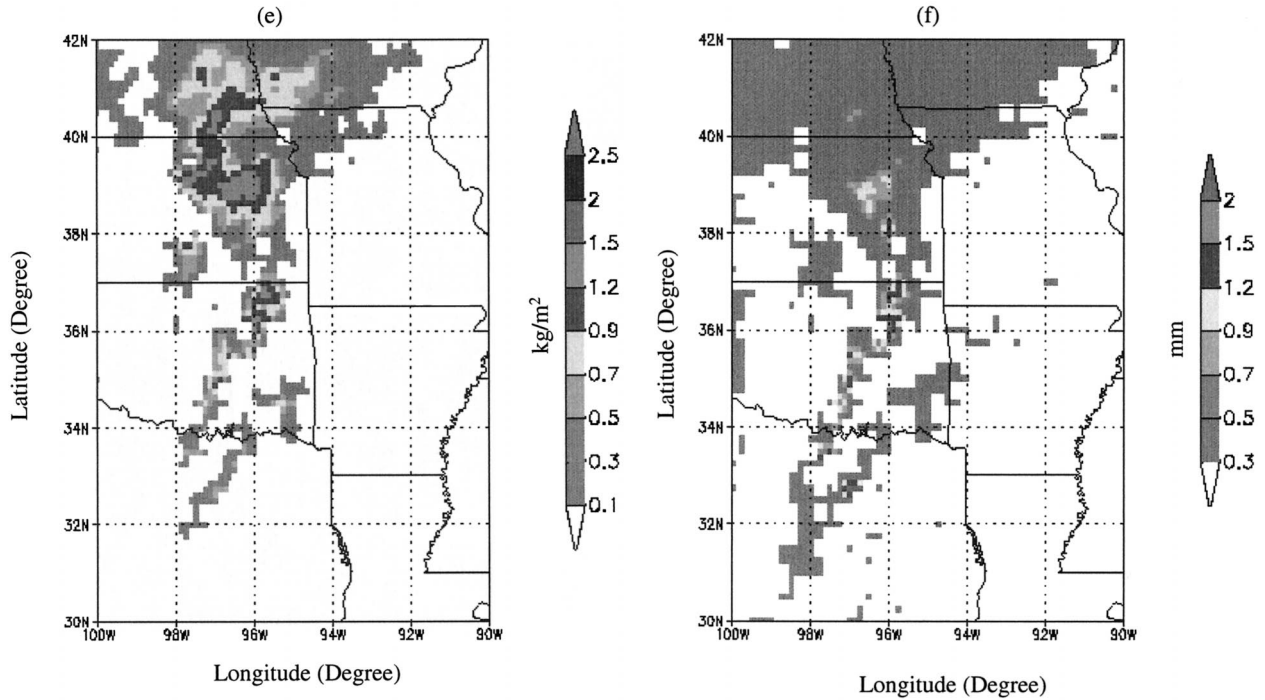 (e)
42N
40N
38N
36N
34N
32N
30N
100W
98W
96W
94W
92W
90W
Latitude (Degree)
Longitude (Degree)
kg/m²
2.5
2
1.5
1.2
0.9
0.7
0.5
0.3
0.1
(f)
42N
40N
38N
36N
34N
32N
30N
100W
98W
96W
94W
92W
90W
Latitude (Degree)
Longitude (Degree)
mm
2
1.5
1.2
0.9
0.7
0.5
0.3